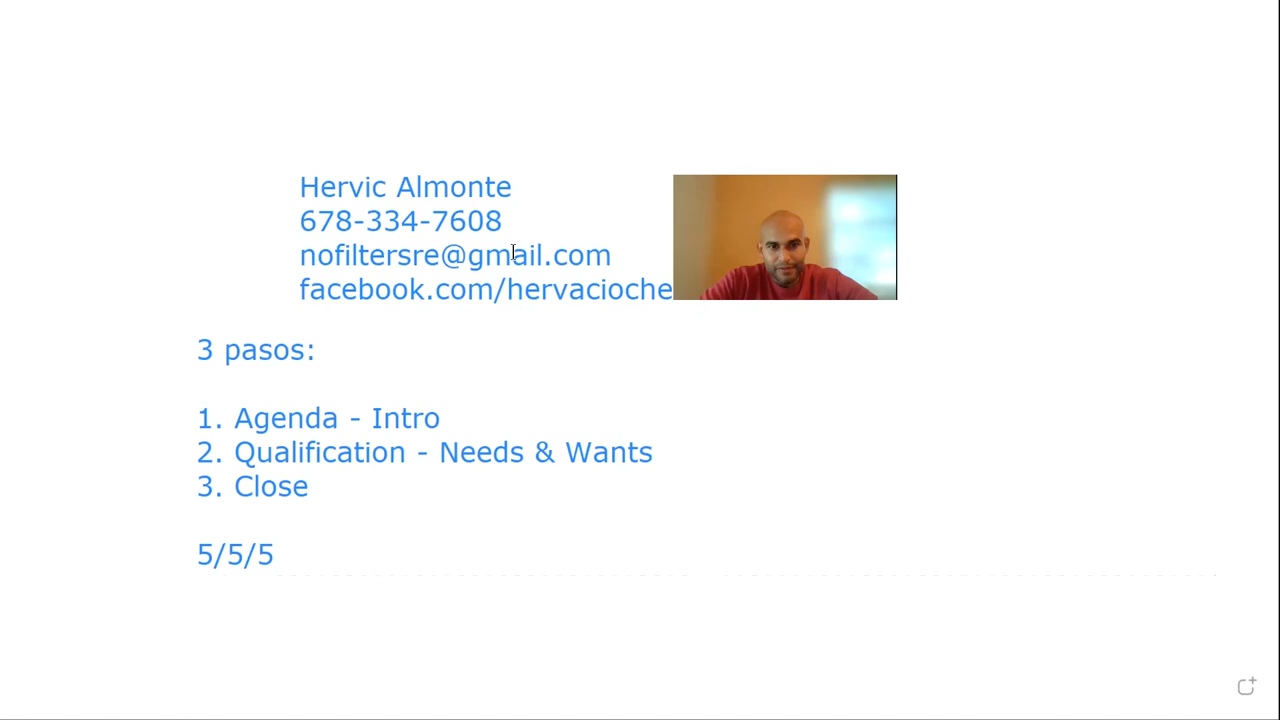 Hervic Almonte
678-334-7608
nofiltersre@gmail.com
facebook.com/hervacioche
3 pasos:
1. Agenda - Intro
2. Qualification - Needs & Wants
3. Close
5/5/5